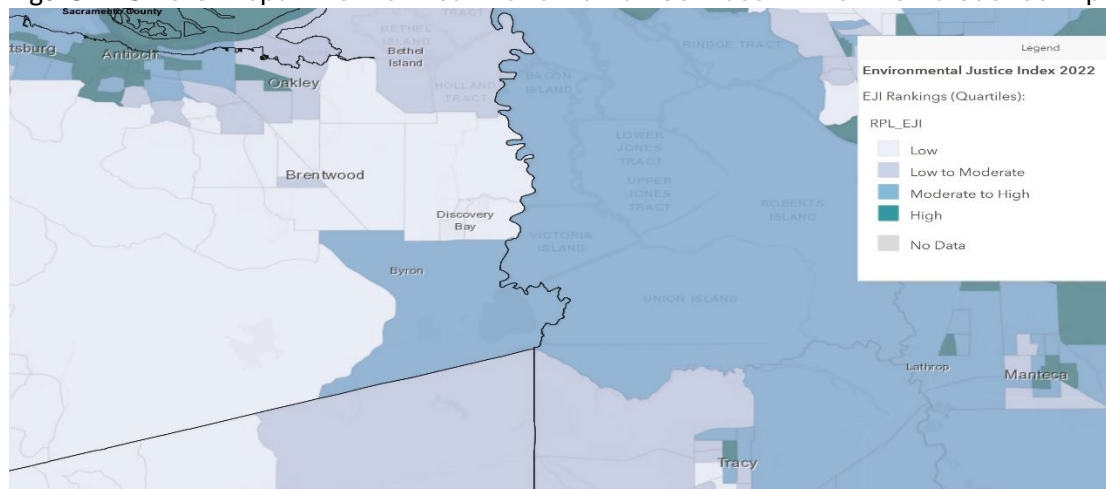 Sacramento County
ttsburg
Antioch
BETHEL
ISLAND
Bethel
Island
RINDGE TRACT
Oakley
HOLLAND
TRACT
BACON
ISLAND
LOWER
JONES
TRACT
UPPER
JONES
TRACT
Brentwood
ROBERTS
ISLAND
Discovery
Bay
VICTORIA
ISLAND
Byron
UNION ISLAND
Lathrop
Manteca
Tracy
Legend
Environmental Justice Index 2022
EJI Rankings (Quartiles):
RPL_EJI
Low
Low to Moderate
Moderate to High
High
No Data